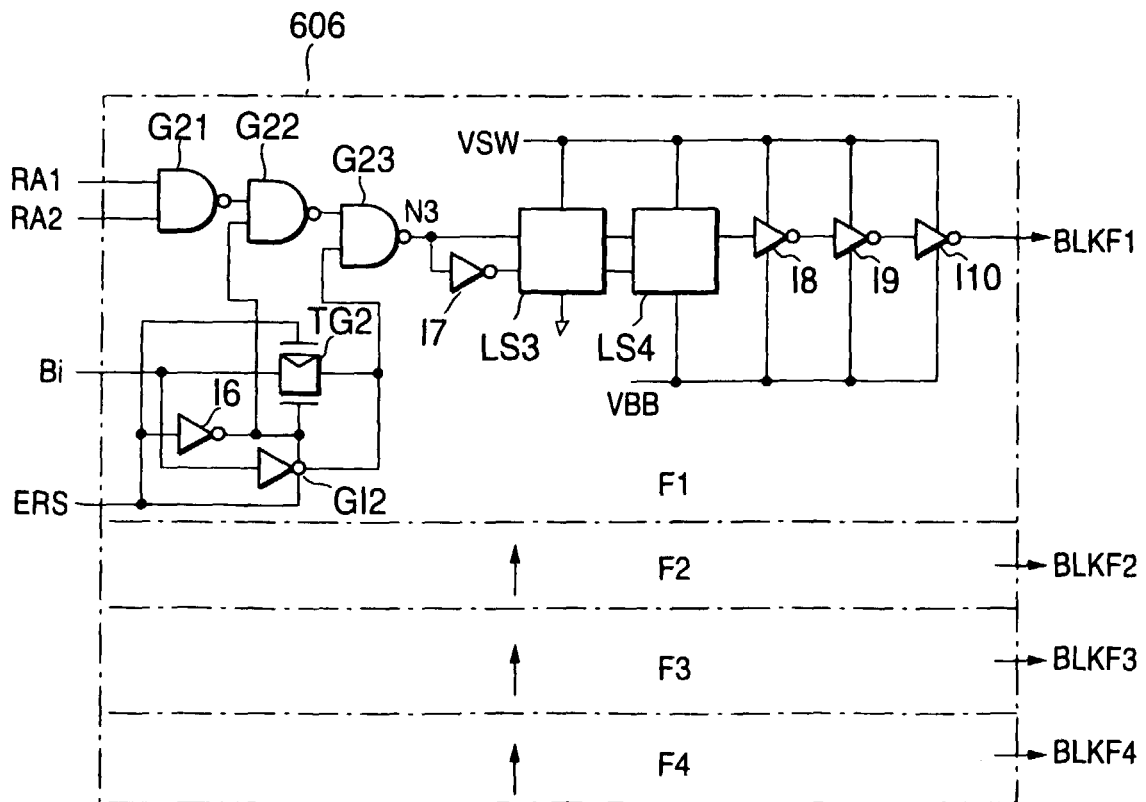 606
G21
G22
G23
RA1
RA2
N3
VSW
I7
LS3
LS4
I8
I9
I10
BLKF1
VBB
TG2
Bi
I6
GI2
ERS
F1
F2
BLKF2
F3
BLKF3
F4
BLKF4